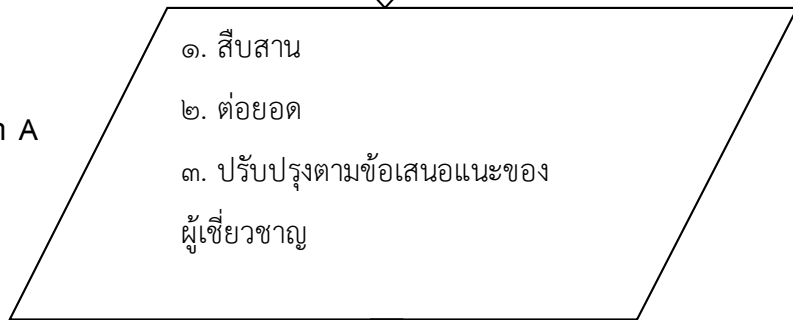 ๑. สืบสาน
๒. ต่อยอด
A
๓. ปรับปรุงตามข้อเสนอแนะของ
ผู้เชี่ยวชาญ